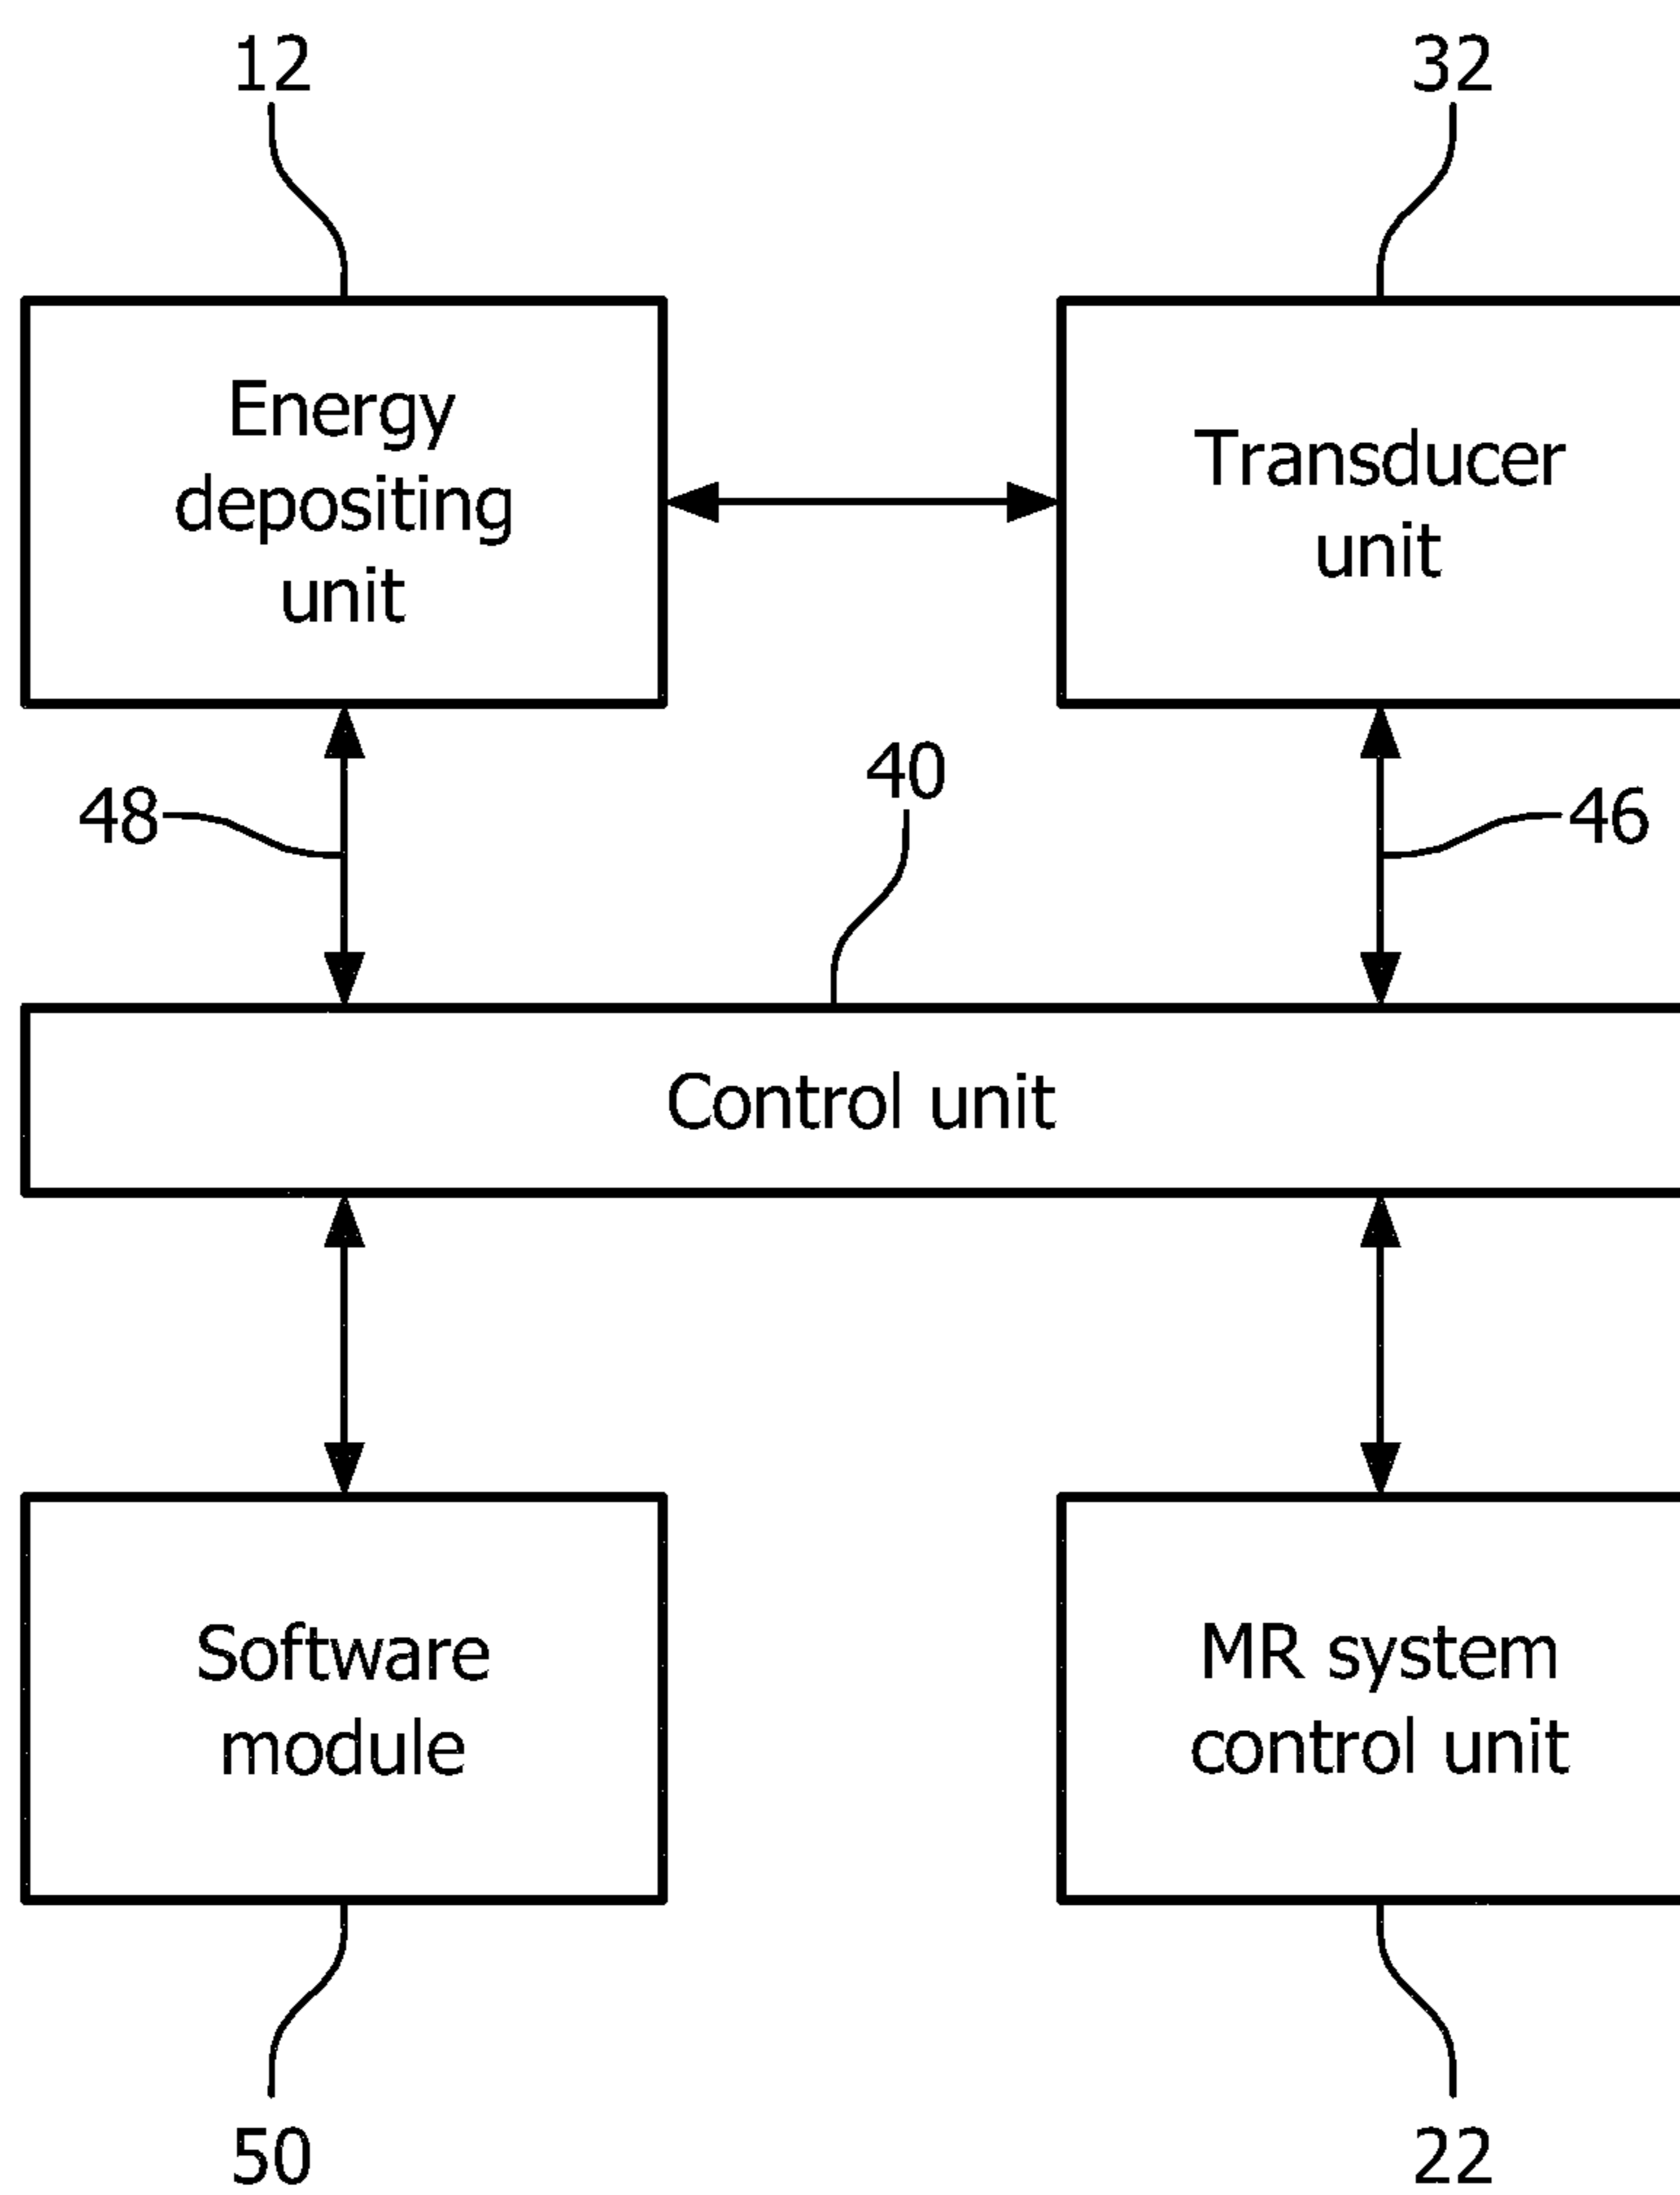 12
32
Energy
depositing
unit
Transducer
unit
48
40
46
Control unit
Software
module
MR system
control unit
50
22